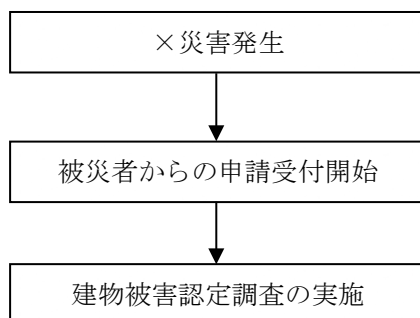 ×災害発生
被災者からの申請受付開始
建物被害認定調査の実施